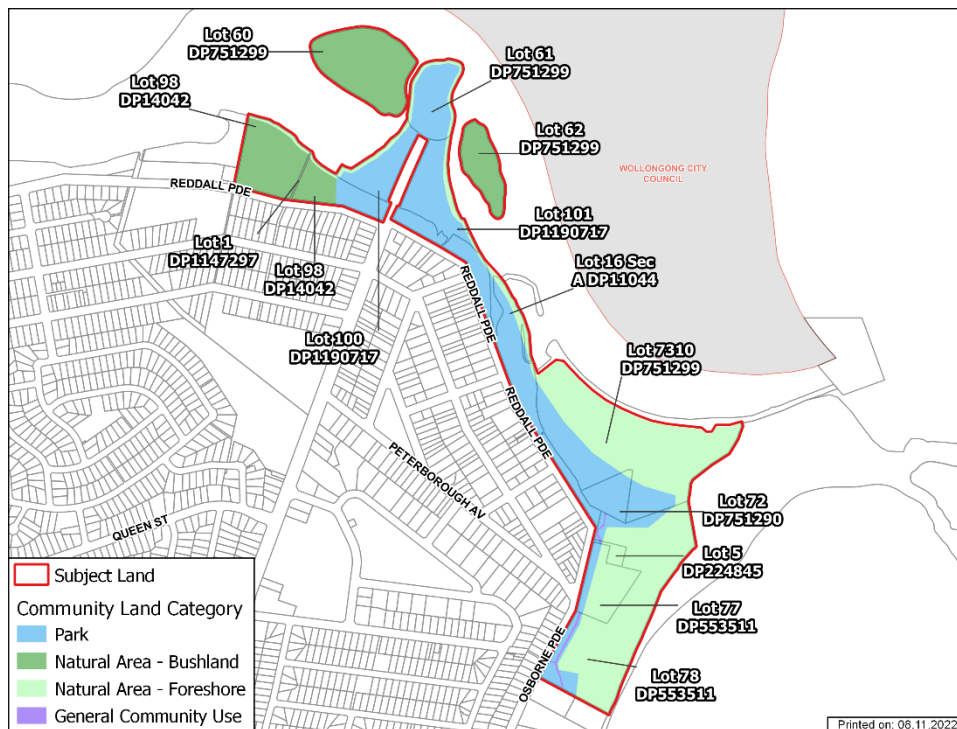 Lot 60
DP751299
Lot 61
DP751299
Lot 98
DP14042
Lot 62
DP751299
WOLLONGONG CITY
COUNCIL
REDDALL PDE
Lot 101
DP1190717
Lot 1
DP1147297
Lot 16 Sec
A DP11044
Lot 98
DP14042
REDDALL PDE
Lot 100
DP1190717
Lot 7310
DP751299
REDDALL PDE
PETERBOROUGH AV
Lot 72
DP751290
QUEEN ST
Lot 5
DP224845
Subject Land
Community Land Category
Park
Natural Area - Bushland
Natural Area - Foreshore
General Community Use
Lot 77
DP553511
OSBORNE PDE
Lot 78
DP553511
Printed on: 08.11.2022